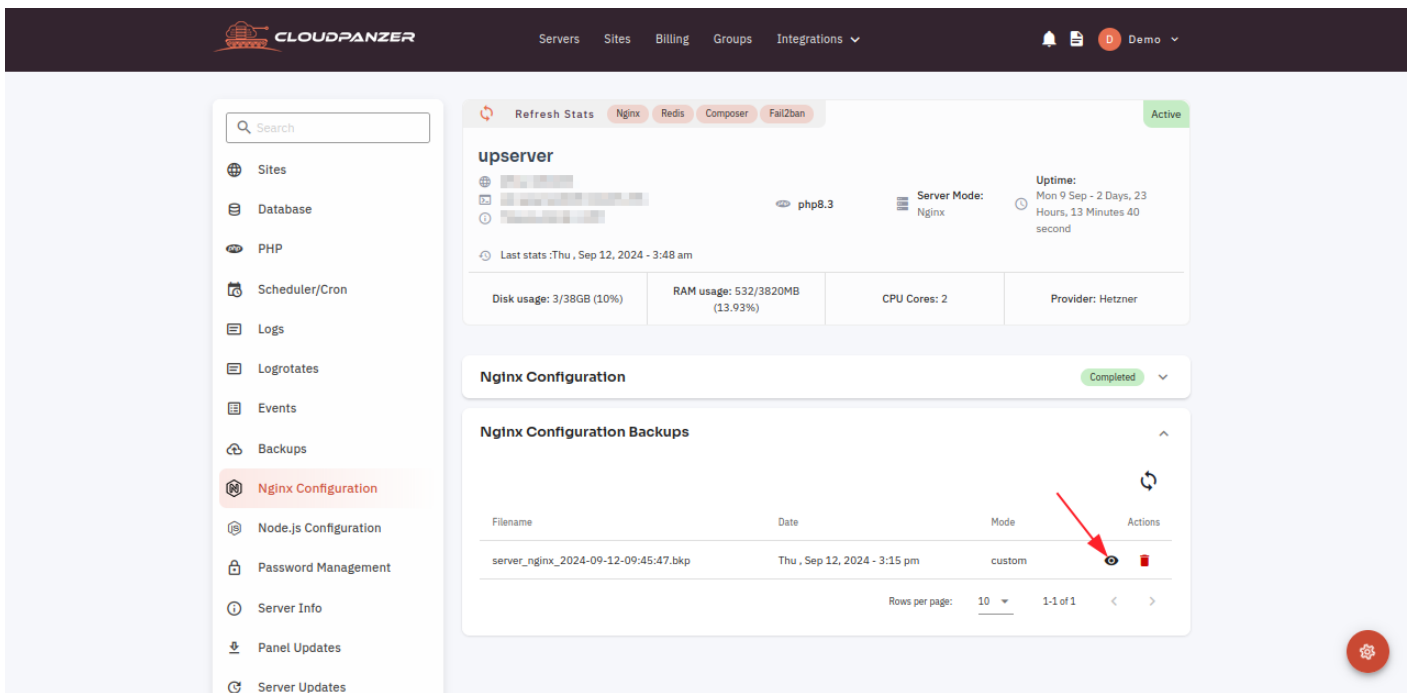 CLOUDPANZER
Servers Sites Billing Groups Integrations
D Demo
Search
Sites
Database
php PHP
Scheduler/Cron
Logs
Logrotates
Events
Backups
Nginx Configuration
Node.js Configuration
Password Management
Server Info
Panel Updates
Server Updates
Refresh Stats Nginx Redis Composer Fail2ban
Active
upserver
php php8.3
Server Mode:
Nginx
Uptime:
Mon 9 Sep - 2 Days, 23
Hours, 13 Minutes 40
second
Last stats :Thu , Sep 12, 2024 - 3:48 am
Disk usage: 3/38GB (10%)
RAM usage: 532/3820MB
(13.93%)
CPU Cores: 2
Provider: Hetzner
Nginx Configuration
Completed
Nginx Configuration Backups
Filename Date Mode Actions
server_nginx_2024-09-12-09:45:47.bkp Thu , Sep 12, 2024 - 3:15 pm custom
Rows per page: 10 1-1 of 1